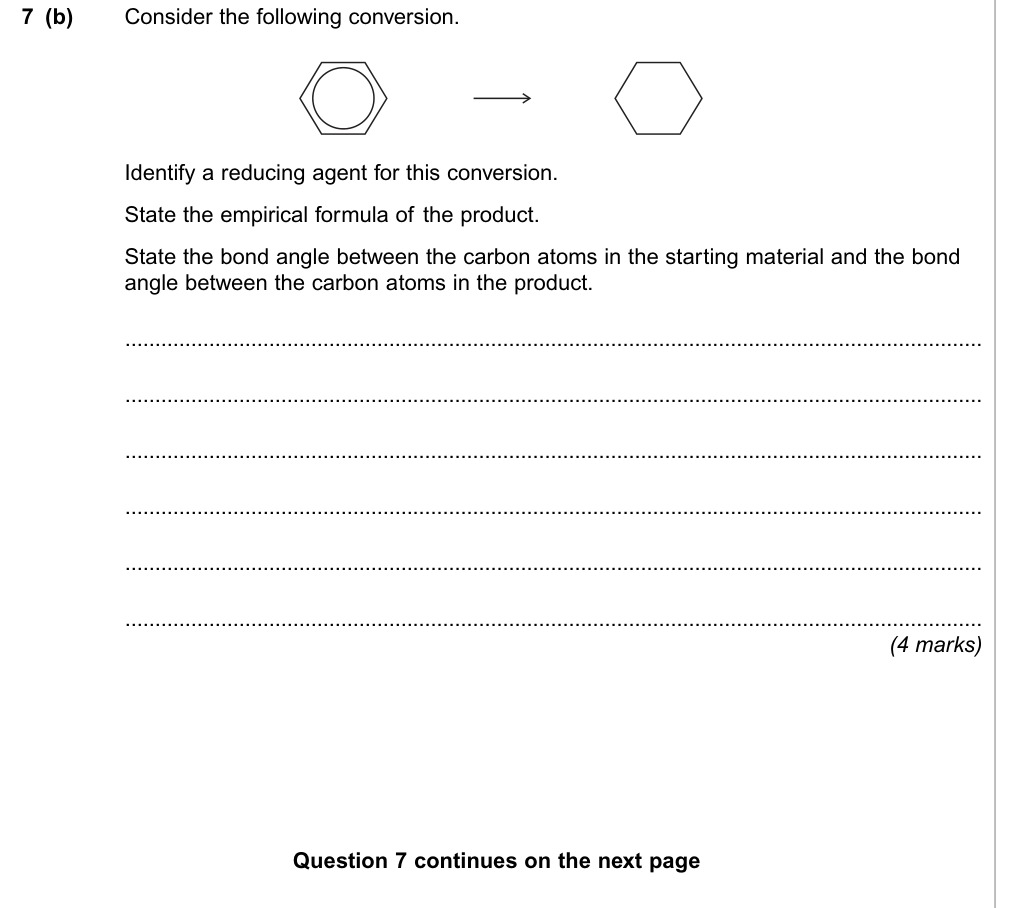 7 (b) Consider the following conversion.
Identify a reducing agent for this conversion.
State the empirical formula of the product.
State the bond angle between the carbon atoms in the starting material and the bond
angle between the carbon atoms in the product.
(4 marks)
Question 7 continues on the next page